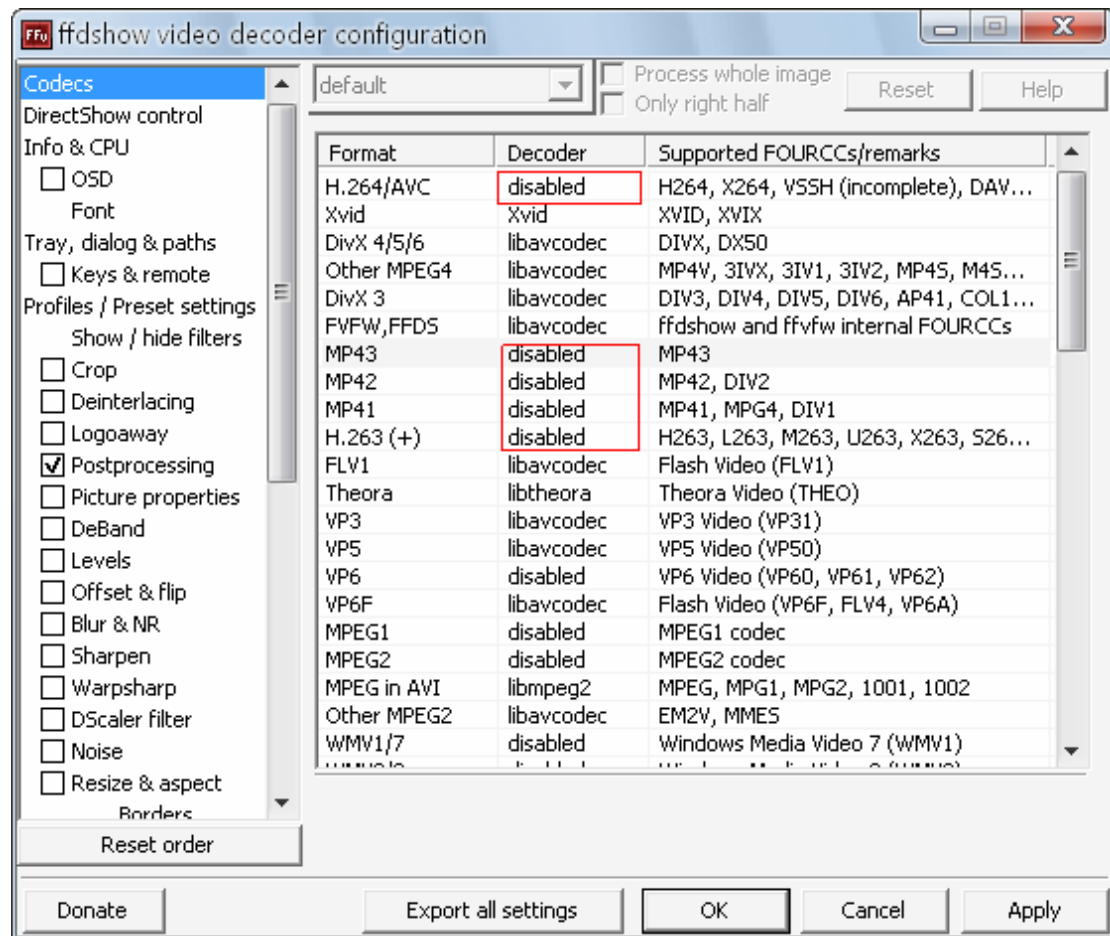 ffdshow video decoder configuration
Codecs
DirectShow control
Info & CPU
OSD
Font
Tray, dialog & paths
Keys & remote
Profiles / Preset settings
Show / hide filters
Crop
Deinterlacing
Logoaway
Postprocessing
Picture properties
DeBand
Levels
Offset & flip
Blur & NR
Sharpen
Warpsharp
DScaler filter
Noise
Resize & aspect
Borders
Reset order
default
Process whole image
Only right half
Reset
Help
Format Decoder Supported FOURCCs/remarks
H.264/AVC disabled H264, X264, VSSH (incomplete), DAV...
Xvid Xvid XVID, XVIX
DivX 4/5/6 libavcodec DIVX, DX50
Other MPEG4 libavcodec MP4V, 3IVX, 3IV1, 3IV2, MP4S, M4S...
DivX 3 libavcodec DIV3, DIV4, DIV5, DIV6, AP41, COL1...
FVFW,FFDS libavcodec ffdshow and ffvfw internal FOURCCs
MP43 disabled MP43
MP42 disabled MP42, DIV2
MP41 disabled MP41, MPG4, DIV1
H.263 (+) disabled H263, L263, M263, U263, X263, S26...
FLV1 libavcodec Flash Video (FLV1)
Theora libtheora Theora Video (THEO)
VP3 libavcodec VP3 Video (VP31)
VP5 libavcodec VP5 Video (VP50)
VP6 disabled VP6 Video (VP60, VP61, VP62)
VP6F libavcodec Flash Video (VP6F, FLV4, VP6A)
MPEG1 disabled MPEG1 codec
MPEG2 disabled MPEG2 codec
MPEG in AVI libmpeg2 MPEG, MPG1, MPG2, 1001, 1002
Other MPEG2 libavcodec EM2V, MMES
WMV1/7 disabled Windows Media Video 7 (WMV1)
Donate
Export all settings
OK
Cancel
Apply